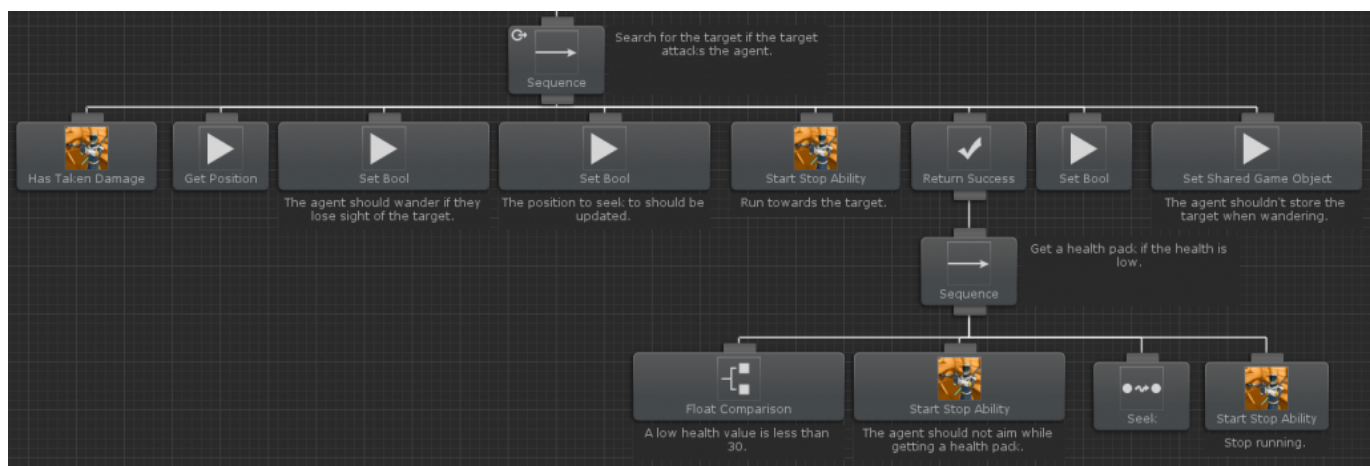 Search for the target if the target
attacks the agent.
Sequence
Has Taken Damage
Get Position
Set Bool
Set Bool
Start Stop Ability
Return Success
Set Bool
Set Shared Game Object
The agent should wander if they
lose sight of the target.
The position to seek to should be
updated.
Run towards the target.
The agent shouldn't store the
target when wandering.
Get a health pack if the health is
low.
Sequence
Float Comparison
Start Stop Ability
Seek
Start Stop Ability
A low health value is less than
30.
The agent should not aim while
getting a health pack.
Stop running.